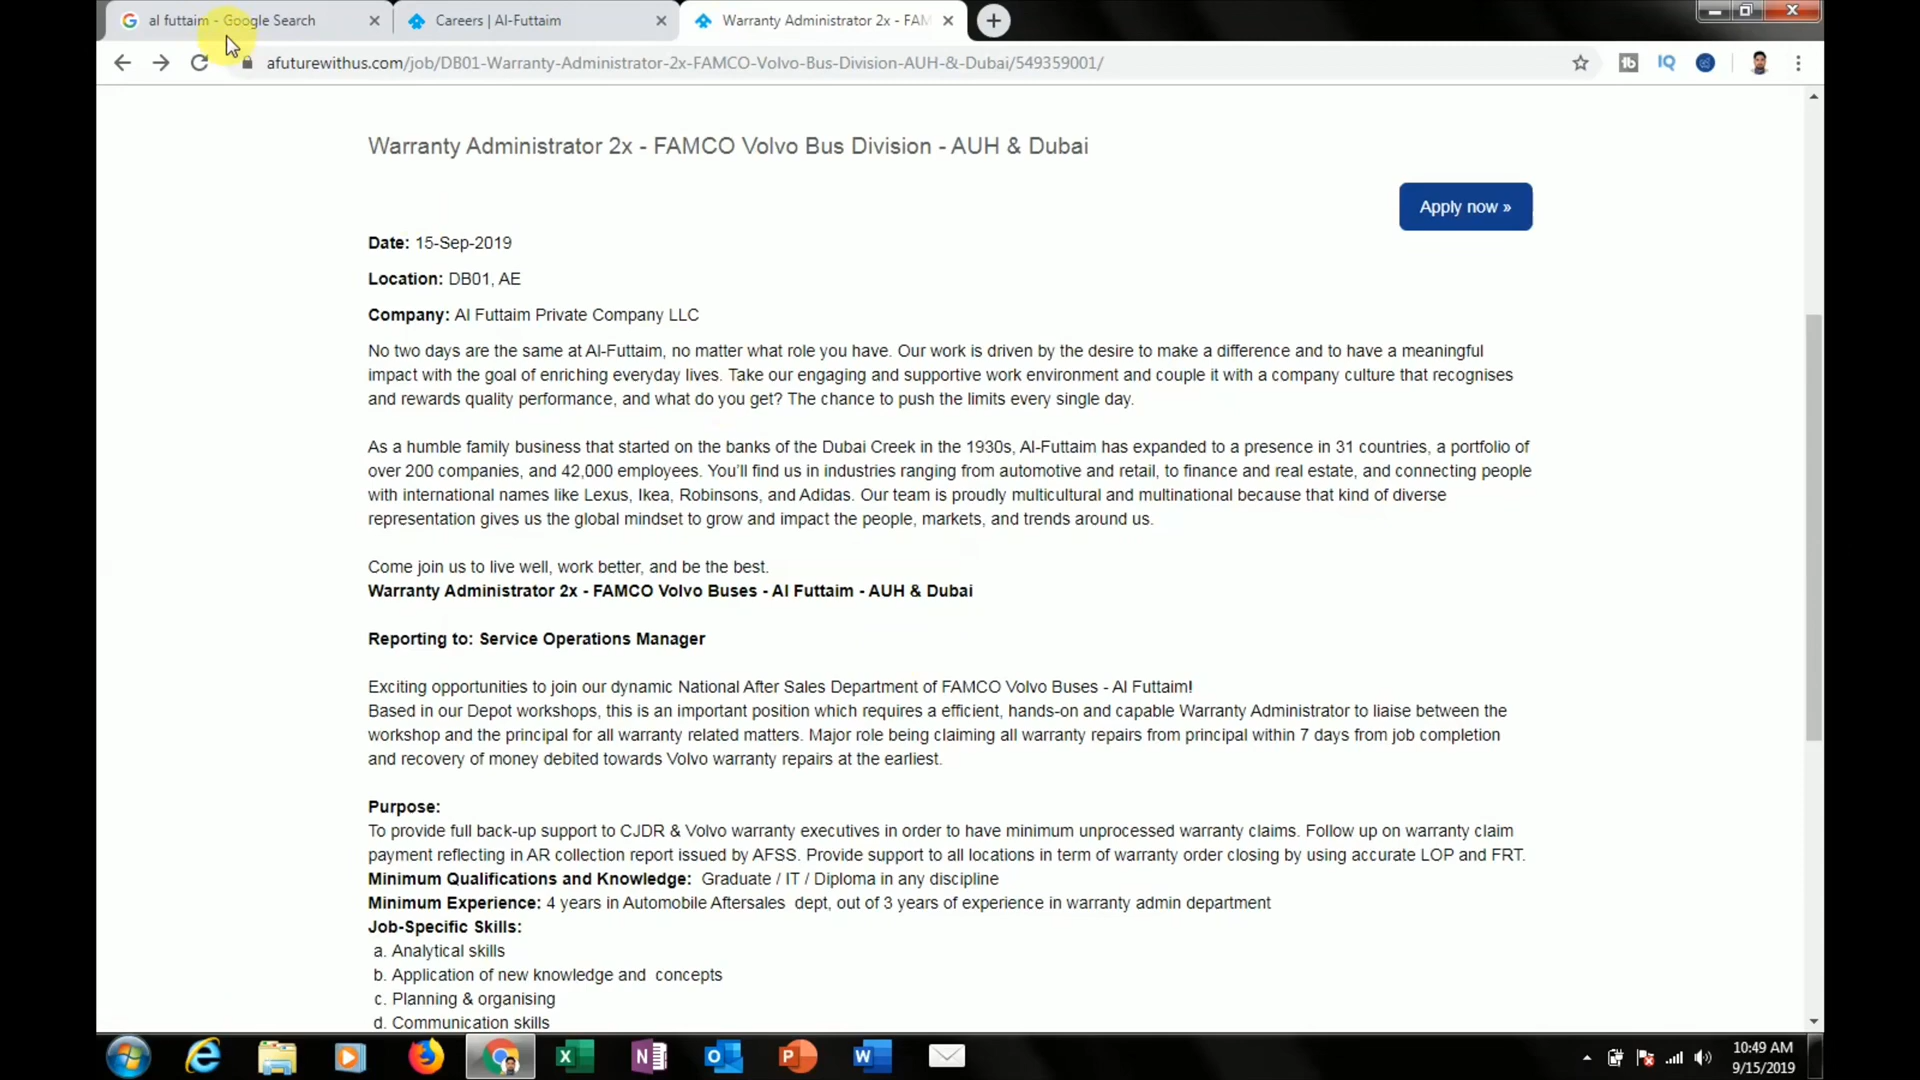 al futtaim - Google Search
Careers | Al-Futtaim
Warranty Administrator 2x - FAM
afuturewithus.com/job/DB01-Warranty-Administrator-2x-FAMCO-Volvo-Bus-Division-AUH-&-Dubai/549359001/
Warranty Administrator 2x - FAMCO Volvo Bus Division - AUH & Dubai
Apply now »
Date: 15-Sep-2019
Location: DB01, AE
Company: Al Futtaim Private Company LLC
No two days are the same at Al-Futtaim, no matter what role you have. Our work is driven by the desire to make a difference and to have a meaningful
impact with the goal of enriching everyday lives. Take our engaging and supportive work environment and couple it with a company culture that recognises
and rewards quality performance, and what do you get? The chance to push the limits every single day.
As a humble family business that started on the banks of the Dubai Creek in the 1930s, Al-Futtaim has expanded to a presence in 31 countries, a portfolio of
over 200 companies, and 42,000 employees. You'll find us in industries ranging from automotive and retail, to finance and real estate, and connecting people
with international names like Lexus, Ikea, Robinsons, and Adidas. Our team is proudly multicultural and multinational because that kind of diverse
representation gives us the global mindset to grow and impact the people, markets, and trends around us.
Come join us to live well, work better, and be the best.
Warranty Administrator 2x - FAMCO Volvo Buses - Al Futtaim - AUH & Dubai
Reporting to: Service Operations Manager
Exciting opportunities to join our dynamic National After Sales Department of FAMCO Volvo Buses - Al Futtaim!
Based in our Depot workshops, this is an important position which requires a efficient, hands-on and capable Warranty Administrator to liaise between the
workshop and the principal for all warranty related matters. Major role being claiming all warranty repairs from principal within 7 days from job completion
and recovery of money debited towards Volvo warranty repairs at the earliest.
Purpose:
To provide full back-up support to CJDR & Volvo warranty executives in order to have minimum unprocessed warranty claims. Follow up on warranty claim
payment reflecting in AR collection report issued by AFSS. Provide support to all locations in term of warranty order closing by using accurate LOP and FRT.
Minimum Qualifications and Knowledge: Graduate / IT / Diploma in any discipline
Minimum Experience: 4 years in Automobile Aftersales dept, out of 3 years of experience in warranty admin department
Job-Specific Skills:
a. Analytical skills
b. Application of new knowledge and concepts
c. Planning & organising
d. Communication skills
10:49 AM
9/15/2019